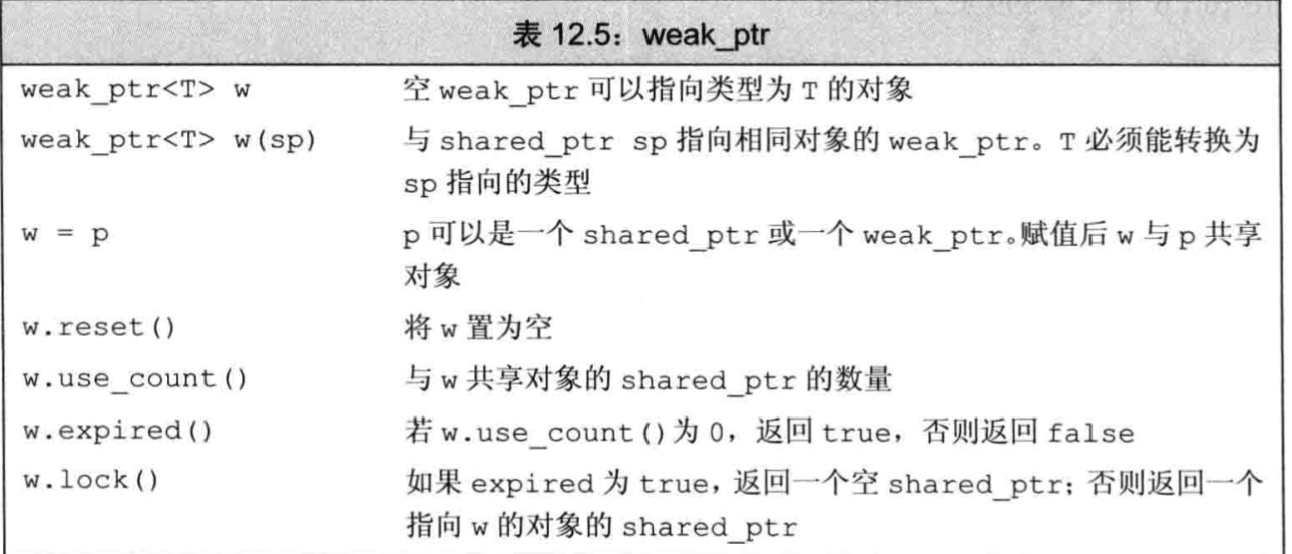 表 12.5：weak_ptr
weak_ptr<T> w 空 weak_ptr 可以指向类型为 T 的对象
weak_ptr<T> w(sp) 与 shared_ptr sp 指向相同对象的 weak_ptr。T 必须能转换为
sp 指向的类型
w = p p 可以是一个 shared_ptr 或一个 weak_ptr。赋值后 w 与 p 共享
对象
w.reset() 将 w 置为空
w.use_count() 与 w 共享对象的 shared_ptr 的数量
w.expired() 若 w.use_count()为 0，返回 true，否则返回 false
w.lock() 如果 expired 为 true，返回一个空 shared_ptr；否则返回一个
指向 w 的对象的 shared_ptr